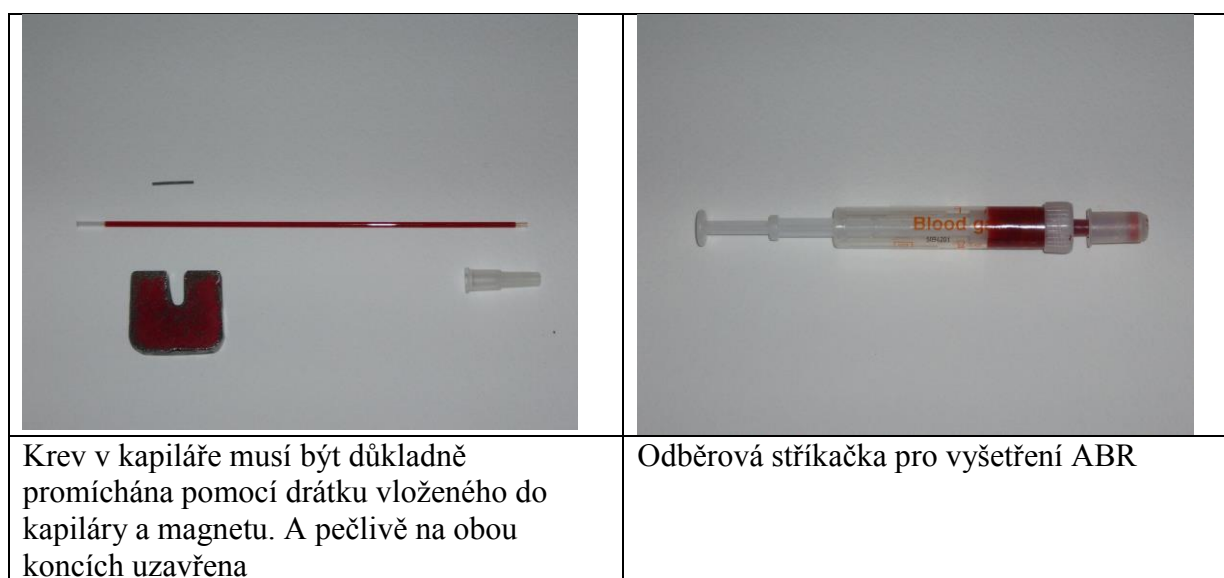 Blood g
Krev v kapiláře musí být důkladně
promíchána pomocí drátku vloženého do
kapiláry a magnetu. A pečlivě na obou
koncích uzavřena
Odběrová stříkačka pro vyšetření ABR